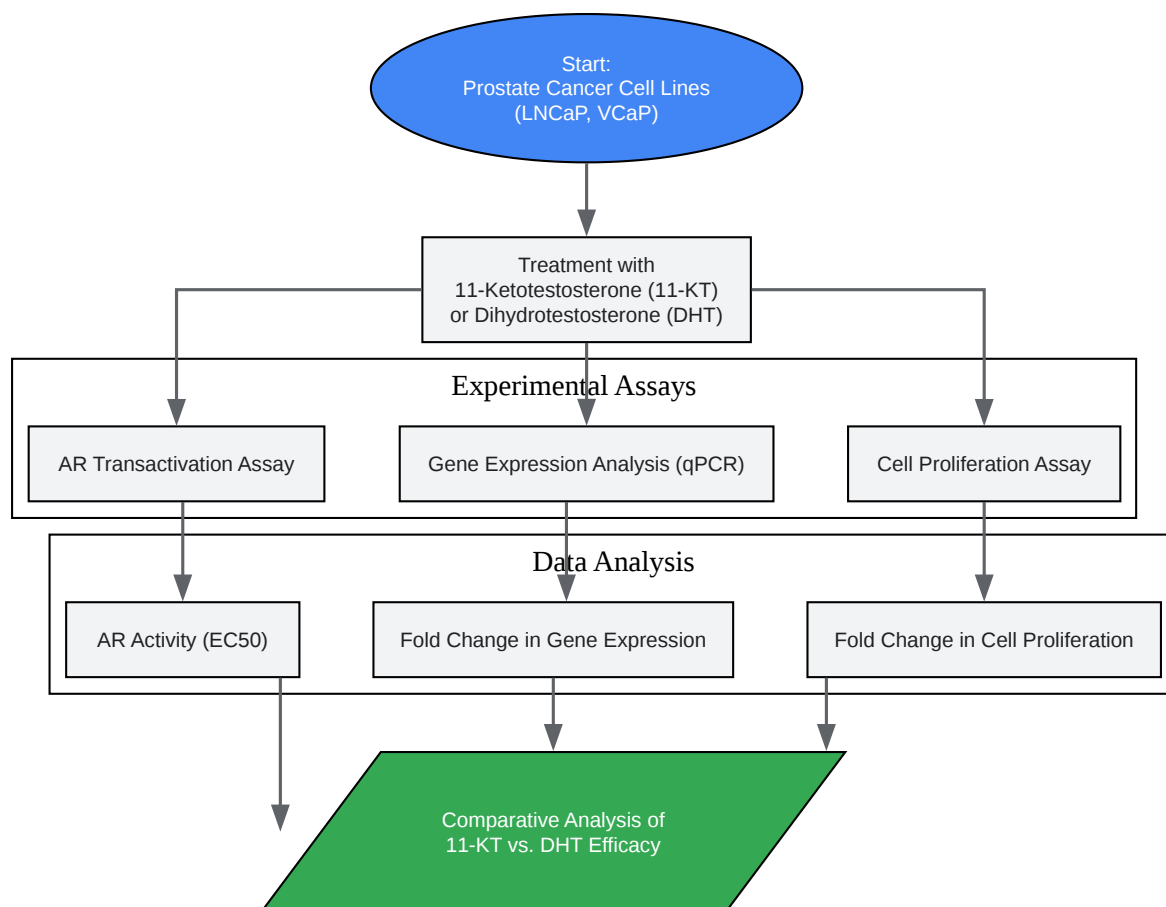 Start:
Prostate Cancer Cell Lines
(LNCaP, VCaP)
Treatment with
11-Ketotestosterone (11-KT)
or Dihydrotestosterone (DHT)
Experimental Assays
AR Transactivation Assay
Gene Expression Analysis (qPCR)
Cell Proliferation Assay
Data Analysis
AR Activity (EC50)
Fold Change in Gene Expression
Fold Change in Cell Proliferation
Comparative Analysis of
11-KT vs. DHT Efficacy